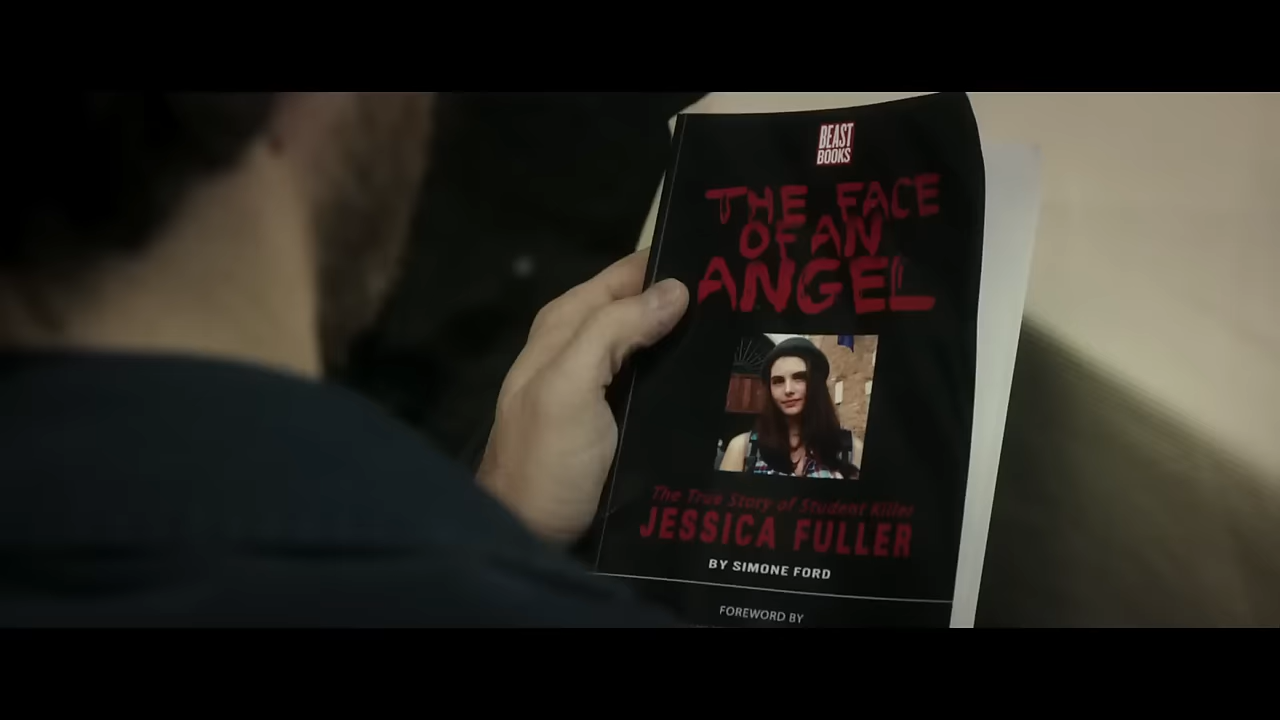 BEAST
BOOKS
THE FACE
OF AN
ANGEL
The True Story of Student Killer
JESSICA FULLER
BY SIMONE FORD
FOREWORD BY